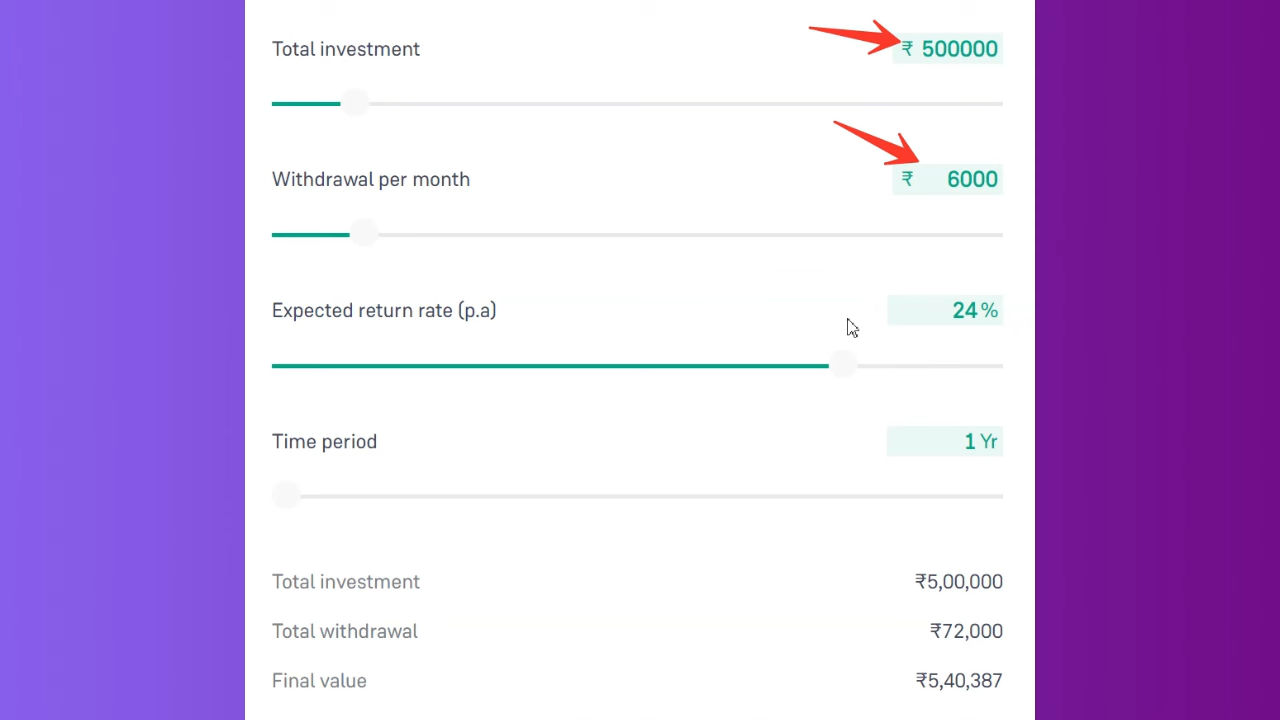 Total investment ₹ 500000
Withdrawal per month ₹ 6000
Expected return rate (p.a) 24 %
Time period 1 Yr
Total investment ₹5,00,000
Total withdrawal ₹72,000
Final value ₹5,40,387